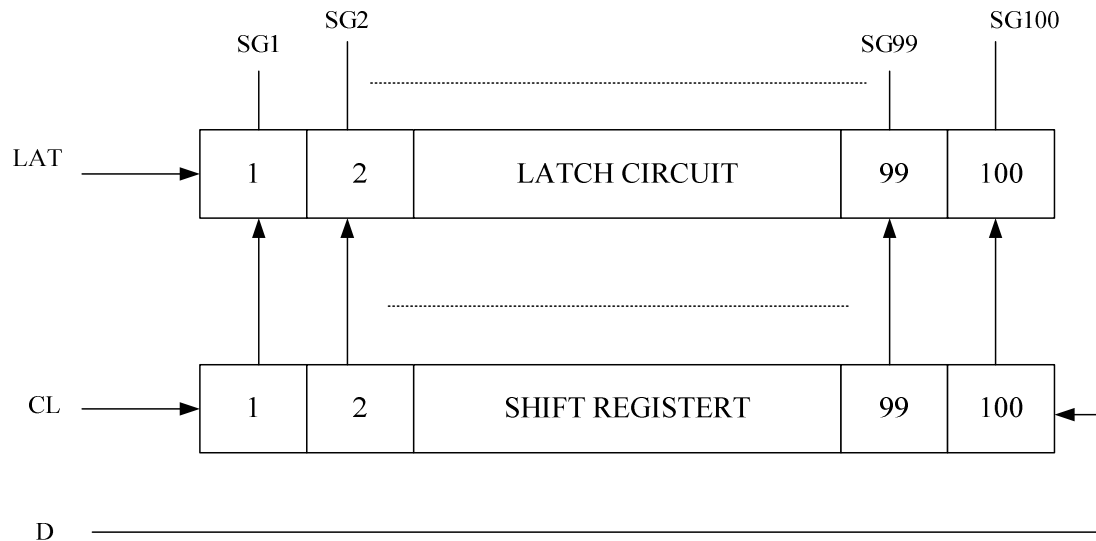 SG1 SG2 SG99 SG100
LAT 1 2 LATCH CIRCUIT 99 100
CL 1 2 SHIFT REGISTERT 99 100
D